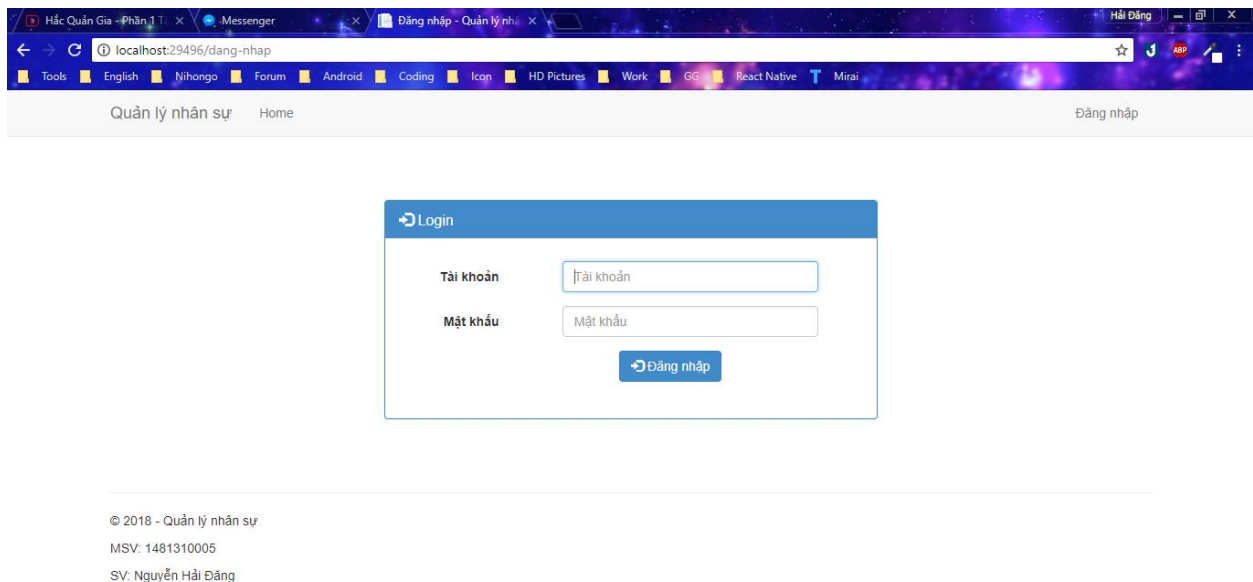 Hắc Quản Gia - Phần 1 Tậ
Messenger
Đăng nhập - Quản lý nhâ
Hải Đăng
localhost:29496/dang-nhap
ABP
Tools English Nihongo Forum Android Coding Icon HD Pictures Work GG React Native Mirai
Quản lý nhân sự Home Đăng nhập
Login
Tài khoản Tài khoản
Mật khẩu Mật khẩu
Đăng nhập
© 2018 - Quản lý nhân sự
MSV: 1481310005
SV: Nguyễn Hải Đăng